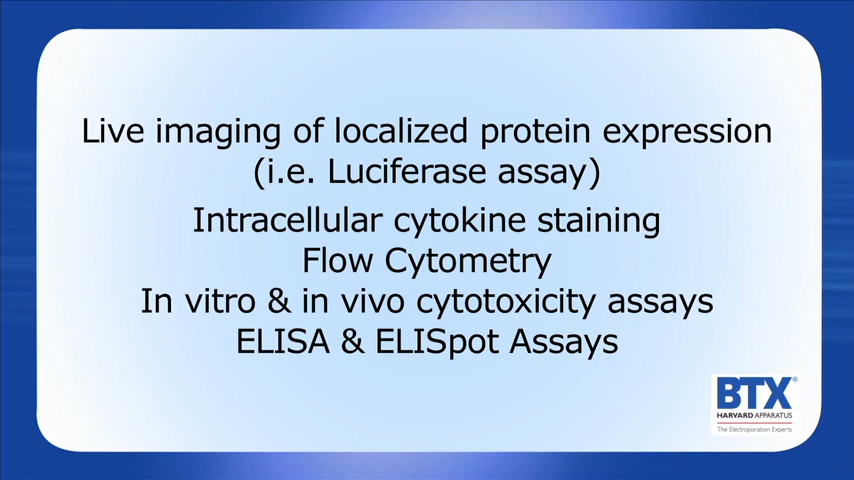 Live imaging of localized protein expression
(i.e. Luciferase assay)
Intracellular cytokine staining
Flow Cytometry
In vitro & in vivo cytotoxicity assays
ELISA & ELISpot Assays
BTX®
HARVARD APPARATUS
The Electroporation Experts